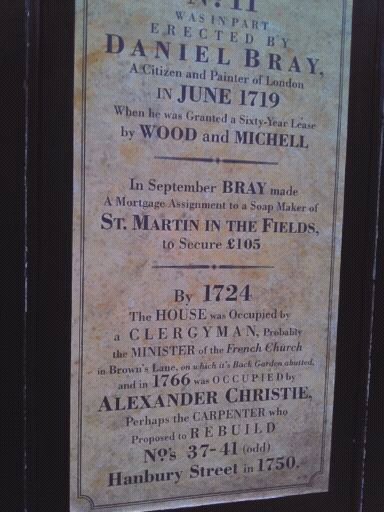 No. 11
WAS IN PART
ERECTED BY
DANIEL BRAY,
A Citizen and Painter of London
IN JUNE 1719
When he was Granted a Sixty-Year Lease
by WOOD and MICHELL
In September BRAY made
A Mortgage Assignment to a Soap Maker of
ST. MARTIN IN THE FIELDS,
to Secure £105
By 1724
The HOUSE was Occupied by
a CLERGYMAN, Probably
the MINISTER of the French Church
in Brown's Lane, on which it's Back Garden abutted,
and in 1766 was OCCUPIED by
ALEXANDER CHRISTIE,
Perhaps the CARPENTER who
Proposed to REBUILD
No's 37-41 (odd)
Hanbury Street in 1750.